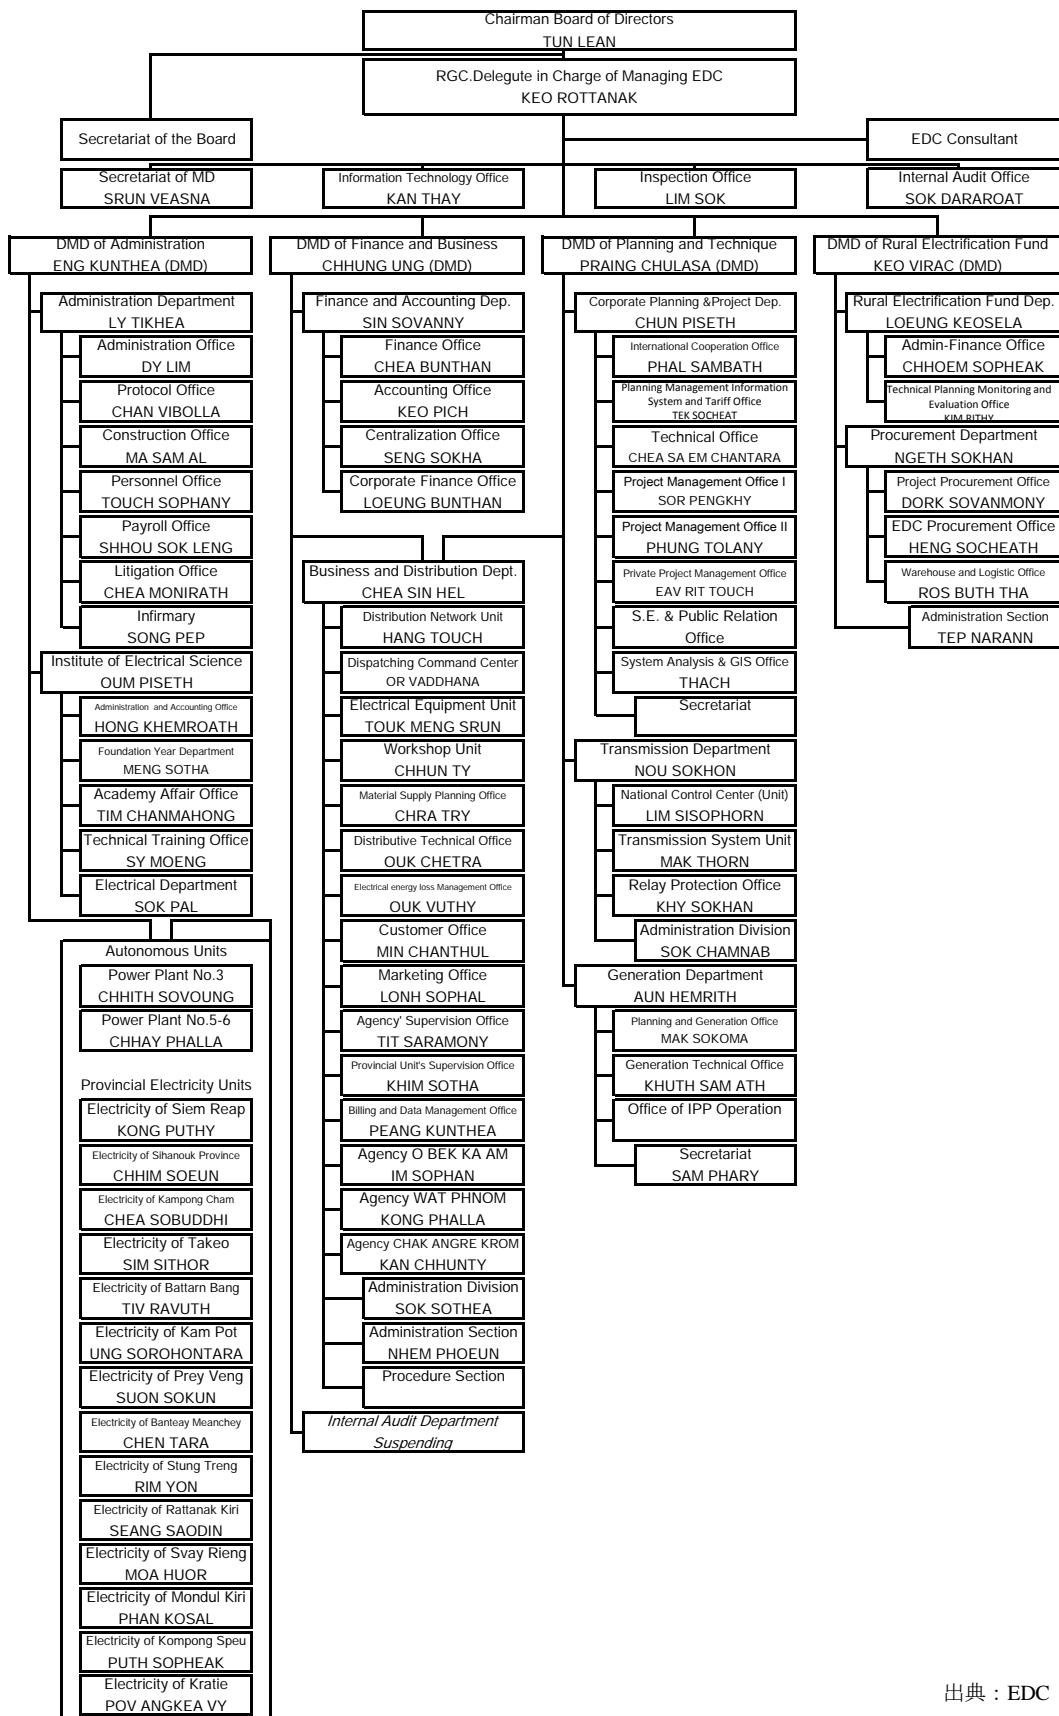 Chairman Board of Directors
TUN LEAN
RGC.Delegute in Charge of Managing EDC
KEO ROTTANAK
Secretariat of the Board
EDC Consultant
Secretariat of MD
SRUN VEASNA
Information Technology Office
KAN THAY
Inspection Office
LIM SOK
Internal Audit Office
SOK DARAROAT
DMD of Administration
ENG KUNTHEA (DMD)
Administration Department
LY TIKHEA
Administration Office
DY LIM
Protocol Office
CHAN VIBOLLA
Construction Office
MA SAM AL
Personnel Office
TOUCH SOPHANY
Payroll Office
SHHOU SOK LENG
Litigation Office
CHEA MONIRATH
Infirmary
SONG PEP
Institute of Electrical Science
OUM PISETH
Administration and Accounting Office
HONG KHEMROATH
Foundation Year Department
MENG SOTHA
Academy Affair Office
TIM CHANMAHONG
Technical Training Office
SY MOENG
Electrical Department
SOK PAL
Autonomous Units
Power Plant No.3
CHHITH SOVOUNG
Power Plant No.5-6
CHHAY PHALLA
Provincial Electricity Units
Electricity of Siem Reap
KONG PUTHY
Electricity of Sihanouk Province
CHHIM SOEUN
Electricity of Kampong Cham
CHEA SOBUDDHI
Electricity of Takeo
SIM SITHOR
Electricity of Battarn Bang
TIV RAVUTH
Electricity of Kam Pot
UNG SOROHONTARA
Electricity of Prey Veng
SUON SOKUN
Electricity of Banteay Meanchey
CHEN TARA
Electricity of Stung Treng
RIM YON
Electricity of Rattanak Kiri
SEANG SAODIN
Electricity of Svay Rieng
MOA HUOR
Electricity of Mondul Kiri
PHAN KOSAL
Electricity of Kompong Speu
PUTH SOPHEAK
Electricity of Kratie
POV ANGKEA VY
DMD of Finance and Business
CHHUNG UNG (DMD)
Finance and Accounting Dep.
SIN SOVANNY
Finance Office
CHEA BUNTHAN
Accounting Office
KEO PICH
Centralization Office
SENG SOKHA
Corporate Finance Office
LOEUNG BUNTHAN
Business and Distribution Dept.
CHEA SIN HEL
Distribution Network Unit
HANG TOUCH
Dispatching Command Center
OR VADDHANA
Electrical Equipment Unit
TOUK MENG SRUN
Workshop Unit
CHHUN TY
Material Supply Planning Office
CHRA TRY
Distributive Technical Office
OUK CHETRA
Electrical energy loss Management Office
OUK VUTHY
Customer Office
MIN CHANTHUL
Marketing Office
LONH SOPHAL
Agency' Supervision Office
TIT SARAMONY
Provincial Unit's Supervision Office
KHIM SOTHA
Billing and Data Management Office
PEANG KUNTHEA
Agency O BEK KA AM
IM SOPHAN
Agency WAT PHNOM
KONG PHALLA
Agency CHAK ANGRE KROM
KAN CHHUNTY
Administration Division
SOK SOTHEA
Administration Section
NHEM PHOEUN
Procedure Section
Internal Audit Department
Suspending
DMD of Planning and Technique
PRAING CHULASA (DMD)
Corporate Planning &Project Dep.
CHUN PISETH
International Cooperation Office
PHAL SAMBATH
Planning Management Information
System and Tariff Office
TEK SOCHEAT
Technical Office
CHEA SA EM CHANTARA
Project Management Office I
SOR PENGKHY
Project Management Office II
PHUNG TOLANY
Private Project Management Office
EAV RIT TOUCH
S.E. & Public Relation
Office
System Analysis & GIS Office
THACH
Secretariat
Transmission Department
NOU SOKHON
National Control Center (Unit)
LIM SISOPHORN
Transmission System Unit
MAK THORN
Relay Protection Office
KHY SOKHAN
Administration Division
SOK CHAMNAB
Generation Department
AUN HEMRITH
Planning and Generation Office
MAK SOKOMA
Generation Technical Office
KHUTH SAM ATH
Office of IPP Operation
Secretariat
SAM PHARY
DMD of Rural Electrification Fund
KEO VIRAC (DMD)
Rural Electrification Fund Dep.
LOEUNG KEOSELA
Admin-Finance Office
CHHOEM SOPHEAK
Technical Planning Monitoring and
Evaluation Office
KIM RITHY
Procurement Department
NGETH SOKHAN
Project Procurement Office
DORK SOVANMONY
EDC Procurement Office
HENG SOCHEATH
Warehouse and Logistic Office
ROS BUTH THA
Administration Section
TEP NARANN
出典：EDC